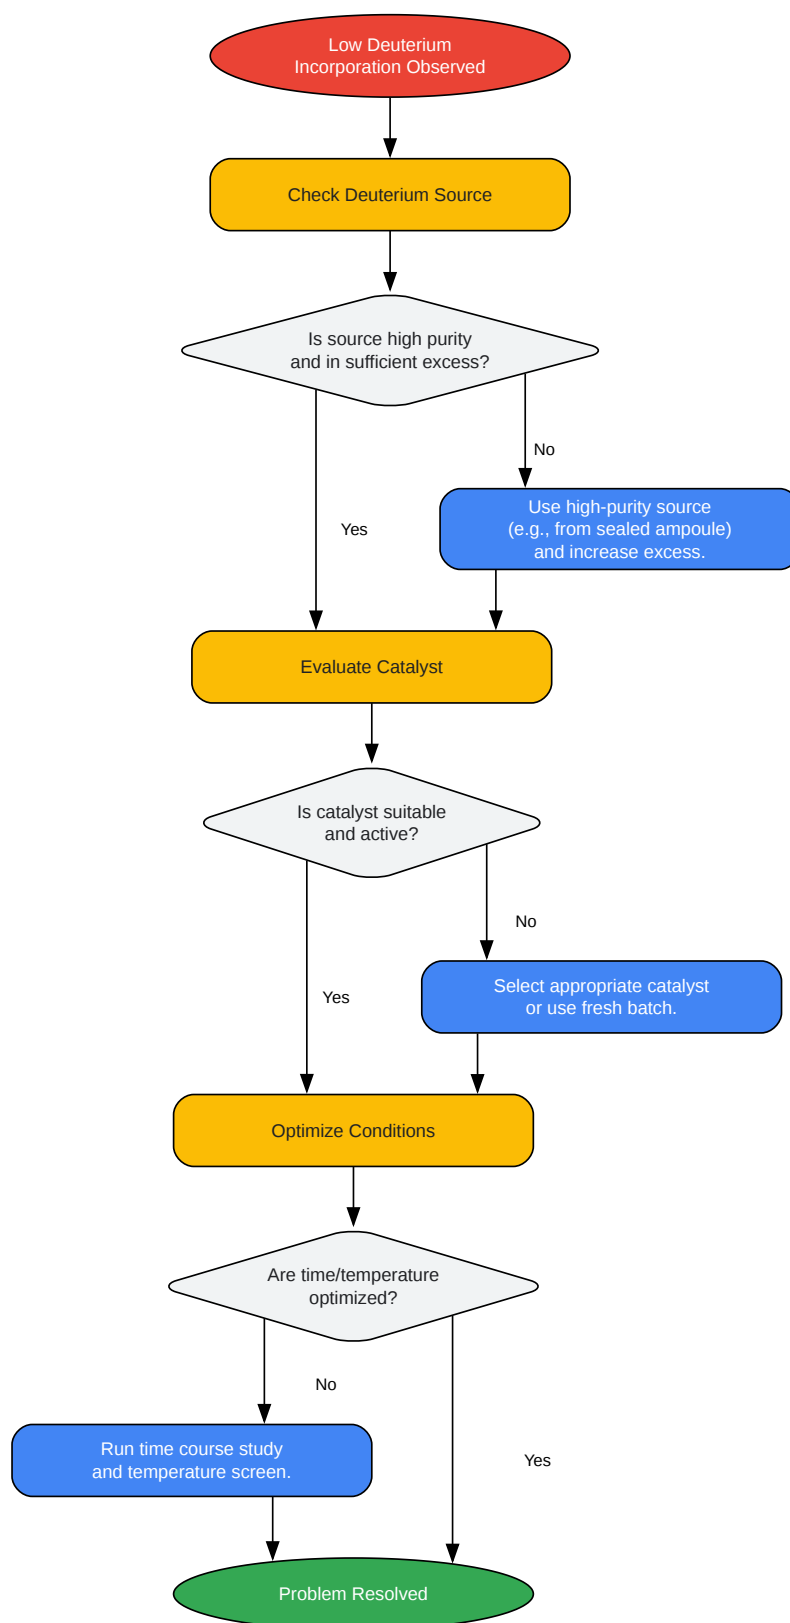 Low Deuterium
Incorporation Observed
Check Deuterium Source
Is source high purity
and in sufficient excess?
No
Use high-purity source
(e.g., from sealed ampoule)
and increase excess.
Yes
Evaluate Catalyst
Is catalyst suitable
and active?
No
Select appropriate catalyst
or use fresh batch.
Yes
Optimize Conditions
Are time/temperature
optimized?
No
Run time course study
and temperature screen.
Yes
Problem Resolved